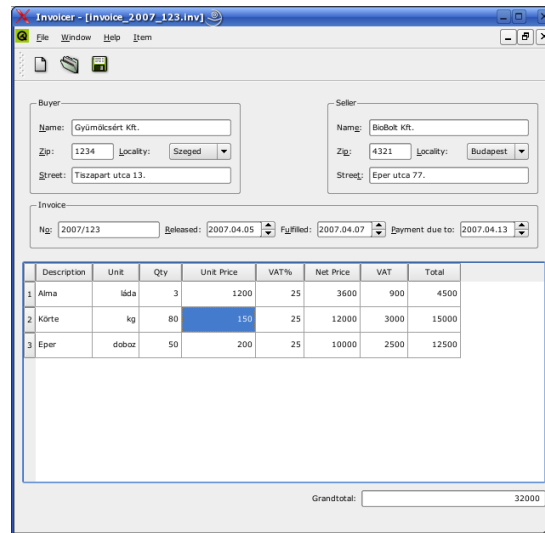 Invoicer - [invoice_2007_123.inv]
File Window Help Item
Buyer
Name: Gyümölcsért Kft.
Zip: 1234 Locality: Szeged
Street: Tiszapart utca 13.
Seller
Name: BioBolt Kft.
Zip: 4321 Locality: Budapest
Street: Eper utca 77.
Invoice
No: 2007/123 Released: 2007.04.05 Fulfilled: 2007.04.07 Payment due to: 2007.04.13
Description Unit Qty Unit Price VAT% Net Price VAT Total
1 Alma láda 3 1200 25 3600 900 4500
2 Körte kg 80 150 25 12000 3000 15000
3 Eper doboz 50 200 25 10000 2500 12500
Grandtotal: 32000